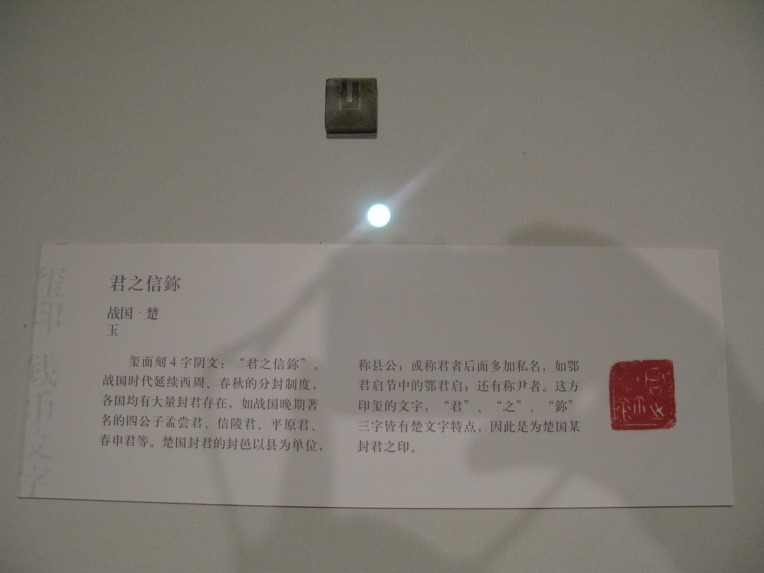 君之信鉨
战国·楚
玉
玺面刻4字阴文：“君之信鉨”。
战国时代延续西周、春秋的分封制度，
各国均有大量封君存在，如战国晚期著
名的四公子孟尝君、信陵君、平原君、
春申君等。楚国封君的封邑以县为单位，
称县公；或称君者后面多加私名，如鄂
君启节中的鄂君启；还有称尹者。这方
印玺的文字，“君”、“之”、“鉨”
三字皆有楚文字特点，因此是为楚国某
封君之印。
玺印 钱币文字